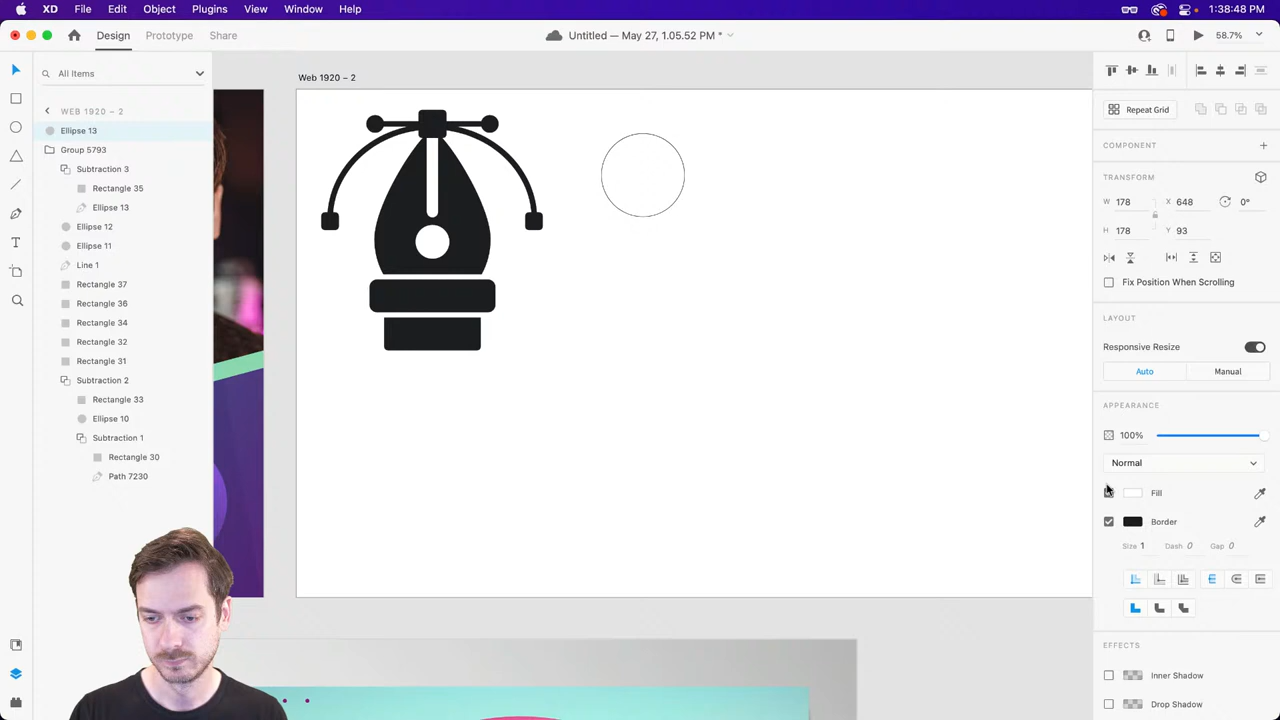 XD File Edit Object Plugins View Window Help 1:38:48 PM
Design Prototype Share Untitled — May 27, 1.05.52 PM * 58.7%
All Items
WEB 1920 – 2
Ellipse 13
Group 5793
Subtraction 3
Rectangle 35
Ellipse 13
Ellipse 12
Ellipse 11
Line 1
Rectangle 37
Rectangle 36
Rectangle 34
Rectangle 32
Rectangle 31
Subtraction 2
Rectangle 33
Ellipse 10
Subtraction 1
Rectangle 30
Path 7230
Web 1920 – 2
Repeat Grid
COMPONENT
TRANSFORM
W 178 X 648 0°
H 178 Y 93
Fix Position When Scrolling
LAYOUT
Responsive Resize
Auto Manual
APPEARANCE
100%
Normal
Fill
Border
Size 1 Dash 0 Gap 0
EFFECTS
Inner Shadow
Drop Shadow